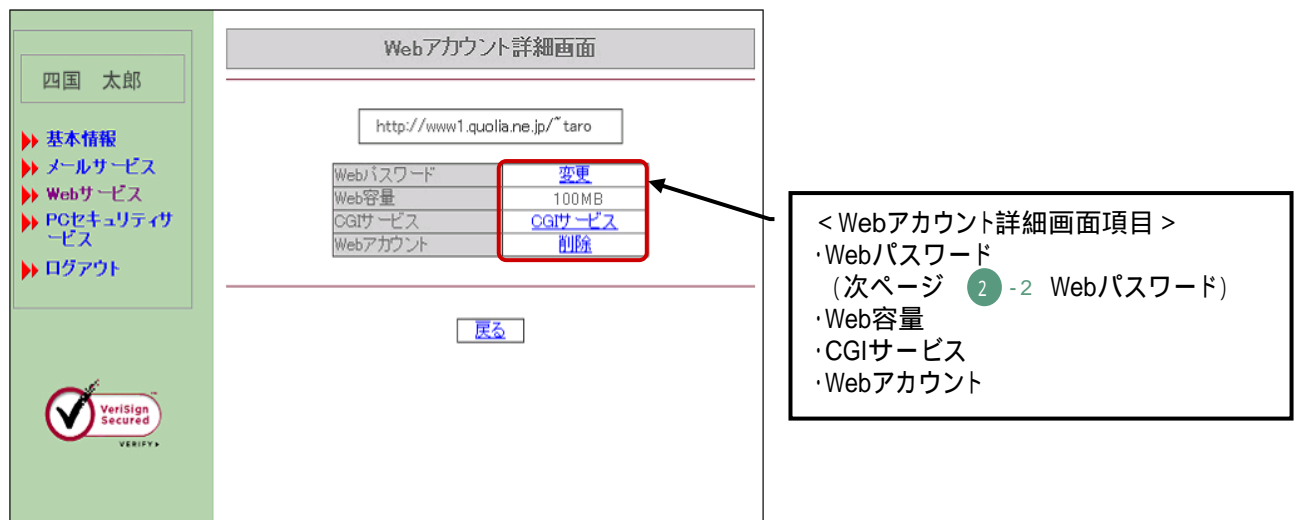 四国 太郎
基本情報
メールサービス
Webサービス
PCセキュリティサ
ービス
ログアウト
VeriSign
Secured
VERIFY
Webアカウント詳細画面
http://www1.quolia.ne.jp/~taro
Webパスワード 変更
Web容量 100MB
CGIサービス CGIサービス
Webアカウント 削除
戻る
<Webアカウント詳細画面項目>
・Webパスワード
(次ページ 2 -2 Webパスワード)
・Web容量
・CGIサービス
・Webアカウント